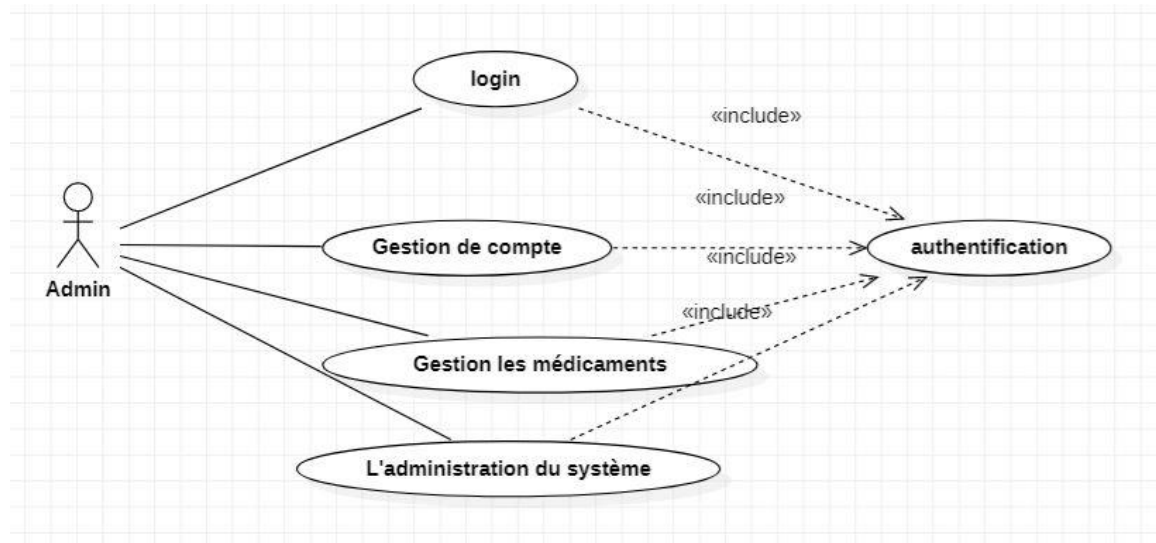 login
«include»
«include»
Gestion de compte
authentification
«include»
Admin
«include»
Gestion les médicaments
L'administration du système